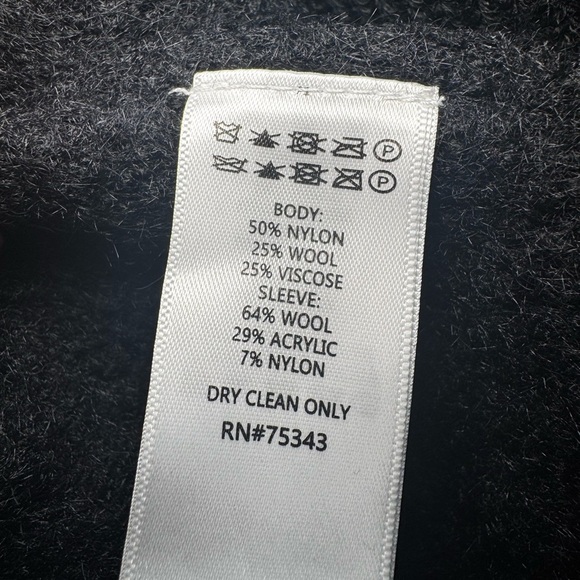 P
P
BODY:
50% NYLON
25% WOOL
25% VISCOSE
SLEEVE:
64% WOOL
29% ACRYLIC
7% NYLON
DRY CLEAN ONLY
RN#75343